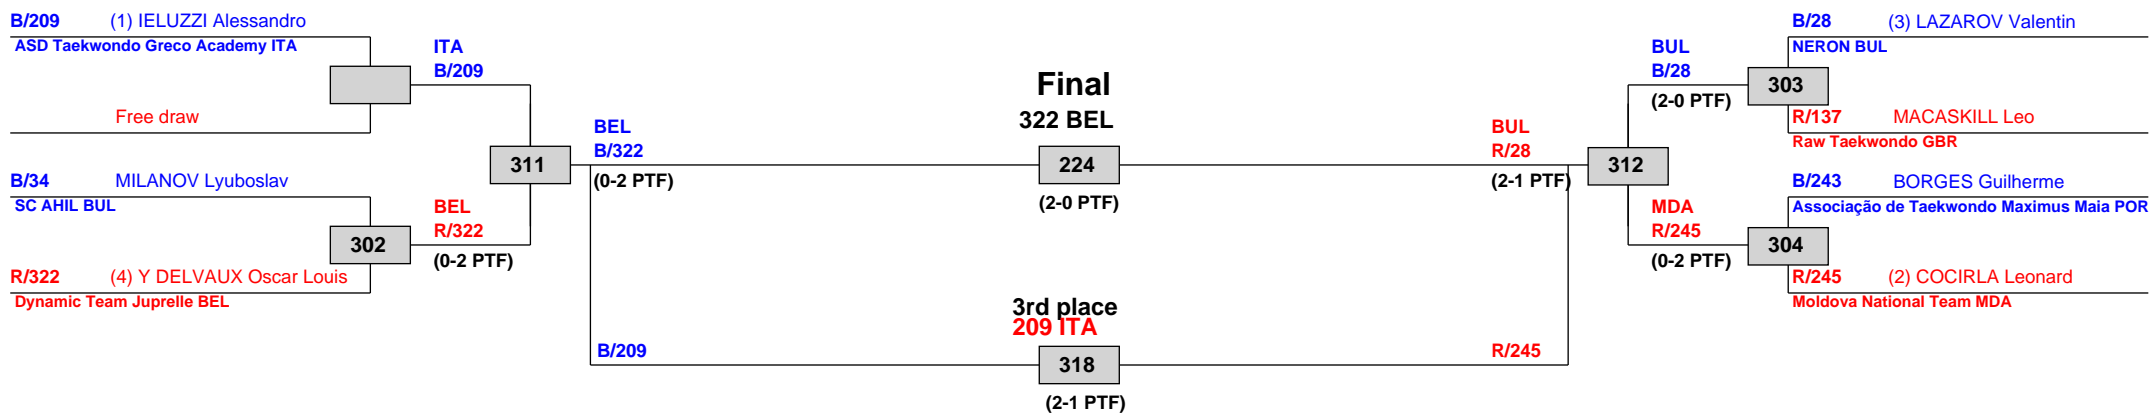 B/209 (1) IELUZZI Alessandro
ASD Taekwondo Greco Academy ITA
Free draw
B/34 MILANOV Lyuboslav
SC AHIL BUL
R/322 (4) Y DELVAUX Oscar Louis
Dynamic Team Juprelle BEL
302
ITA
B/209
BEL
R/322
(0-2 PTF)
311
BEL
B/322
(0-2 PTF)
B/209
Final
322 BEL
224
(2-0 PTF)
3rd place
209 ITA
318
(2-1 PTF)
BUL
R/28
(2-1 PTF)
R/245
312
BUL
B/28
(2-0 PTF)
MDA
R/245
(0-2 PTF)
303
304
B/28 (3) LAZAROV Valentin
NERON BUL
R/137 MACASKILL Leo
Raw Taekwondo GBR
B/243 BORGES Guilherme
Associação de Taekwondo Maximus Maia POR
R/245 (2) COCIRLA Leonard
Moldova National Team MDA